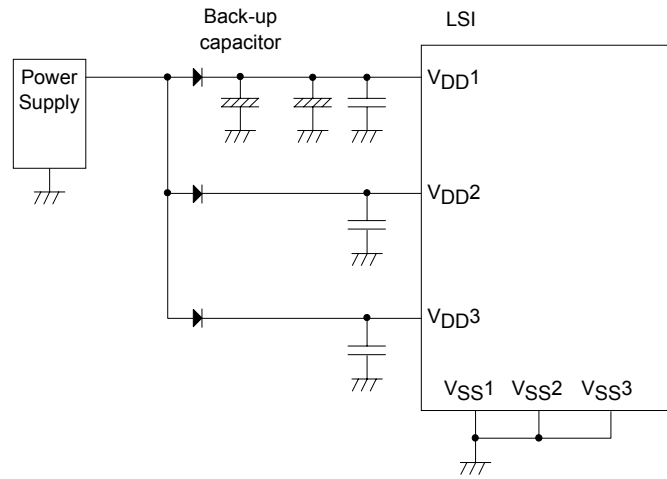 Back-up
capacitor
LSI
Power
Supply
VDD1
VDD2
VDD3
VSS1 VSS2 VSS3